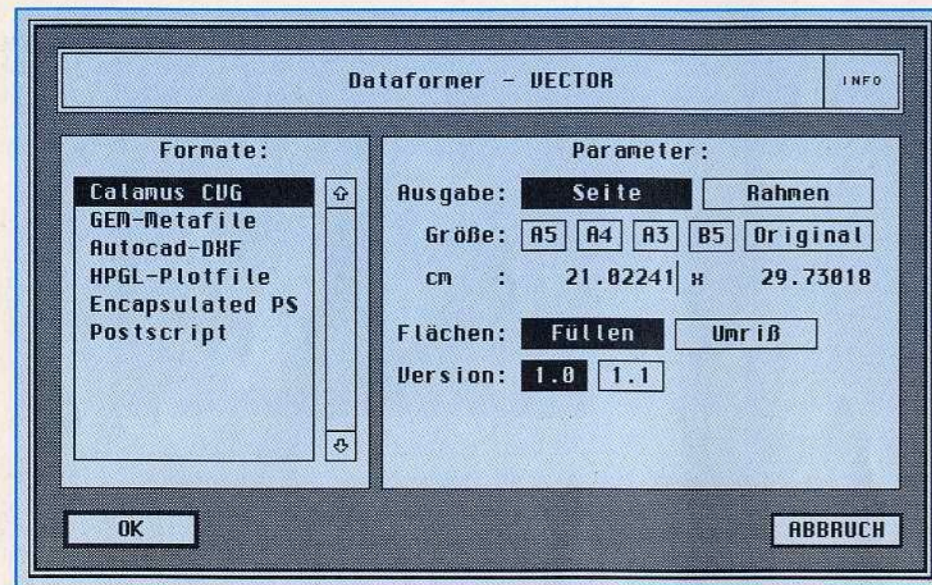 Dataformer - VECTOR
INFO
Formate:
Calamus CVG
GEM-Metafile
Autocad-DXF
HPGL-Plotfile
Encapsulated PS
Postscript
Parameter:
Ausgabe: Seite Rahmen
Größe: A5 A4 A3 B5 Original
cm : 21.02241 x 29.73018
Flächen: Füllen Umriß
Version: 1.0 1.1
OK
ABBRUCH